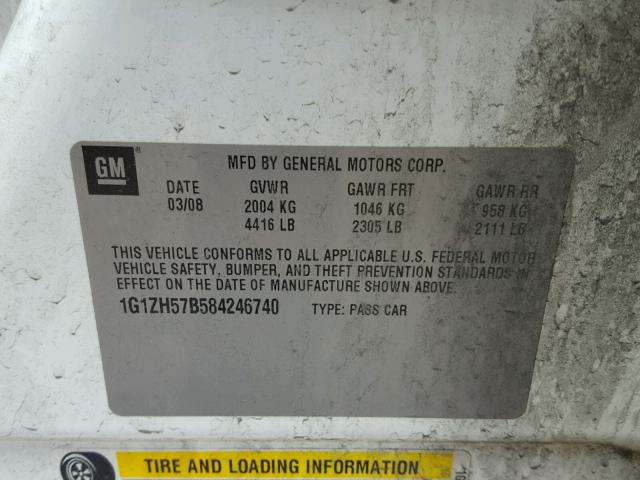 GM
MFD BY GENERAL MOTORS CORP.
DATE GVWR GAWR FRT GAWR RR
03/08 2004 KG 1046 KG 958 KG
4416 LB 2305 LB 2111 LB
THIS VEHICLE CONFORMS TO ALL APPLICABLE U.S. FEDERAL MOTOR
VEHICLE SAFETY, BUMPER, AND THEFT PREVENTION STANDARDS IN
EFFECT ON THE DATE OF MANUFACTURE SHOWN ABOVE.
1G1ZH57B584246740 TYPE: PASS CAR
TIRE AND LOADING INFORMATION